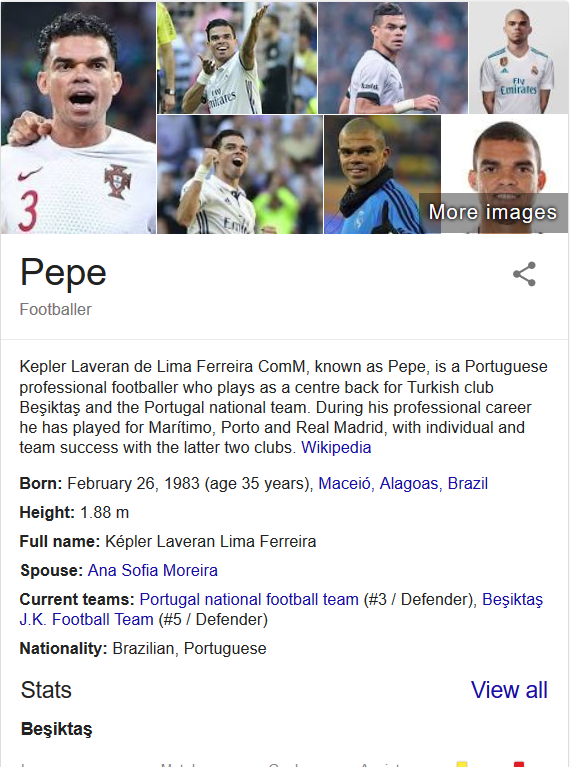 Fly
Emirates
Fly
Emirates
3
More images
Pepe
Footballer
Kepler Laveran de Lima Ferreira ComM, known as Pepe, is a Portuguese
professional footballer who plays as a centre back for Turkish club
Beşiktaş and the Portugal national team. During his professional career
he has played for Marítimo, Porto and Real Madrid, with individual and
team success with the latter two clubs. Wikipedia
Born: February 26, 1983 (age 35 years), Maceió, Alagoas, Brazil
Height: 1.88 m
Full name: Képler Laveran Lima Ferreira
Spouse: Ana Sofia Moreira
Current teams: Portugal national football team (#3 / Defender), Beşiktaş
J.K. Football Team (#5 / Defender)
Nationality: Brazilian, Portuguese
Stats
View all
Beşiktaş